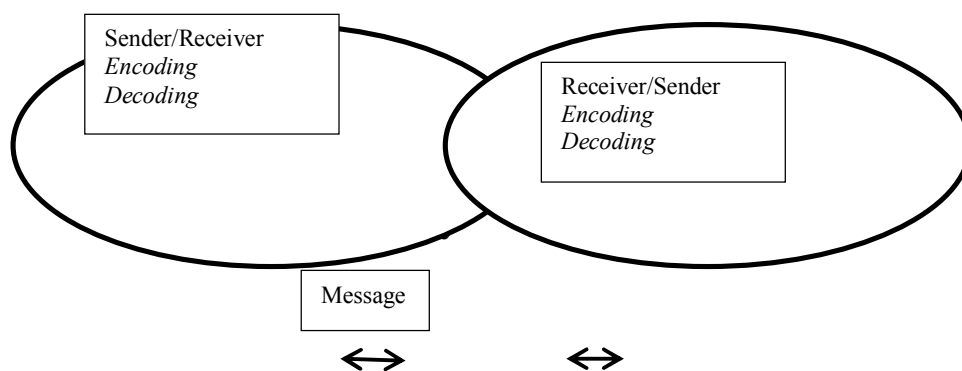 Sender/Receiver
Encoding
Decoding
Receiver/Sender
Encoding
Decoding
Message